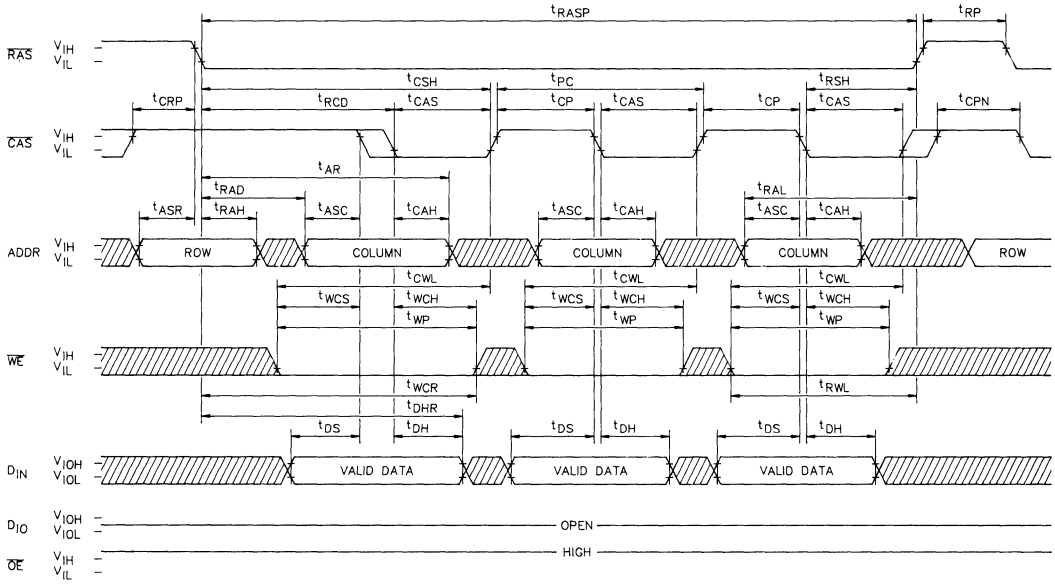 tRASP tRP
RAS VIH
VIL
tCSH tPC tRSH
tCRP tRCD tCAS tCP tCAS tCP tCAS tCPN
CAS VIH
VIL
tAR
tRAD tRAL
tASR tRAH tASC tCAH tASC tCAH tASC tCAH
ADDR VIH
VIL
ROW COLUMN COLUMN COLUMN ROW
tCWL tCWL tCWL
tWCS tWCH tWCS tWCH tWCS tWCH
tWP tWP tWP
WE VIH
VIL
tWCR tRWL
tDHR
tDS tDH tDS tDH tDS tDH
DIN VIOH
VIOL
VALID DATA VALID DATA VALID DATA
DIO VIOH
VIOL
OPEN
HIGH
OE VIH
VIL